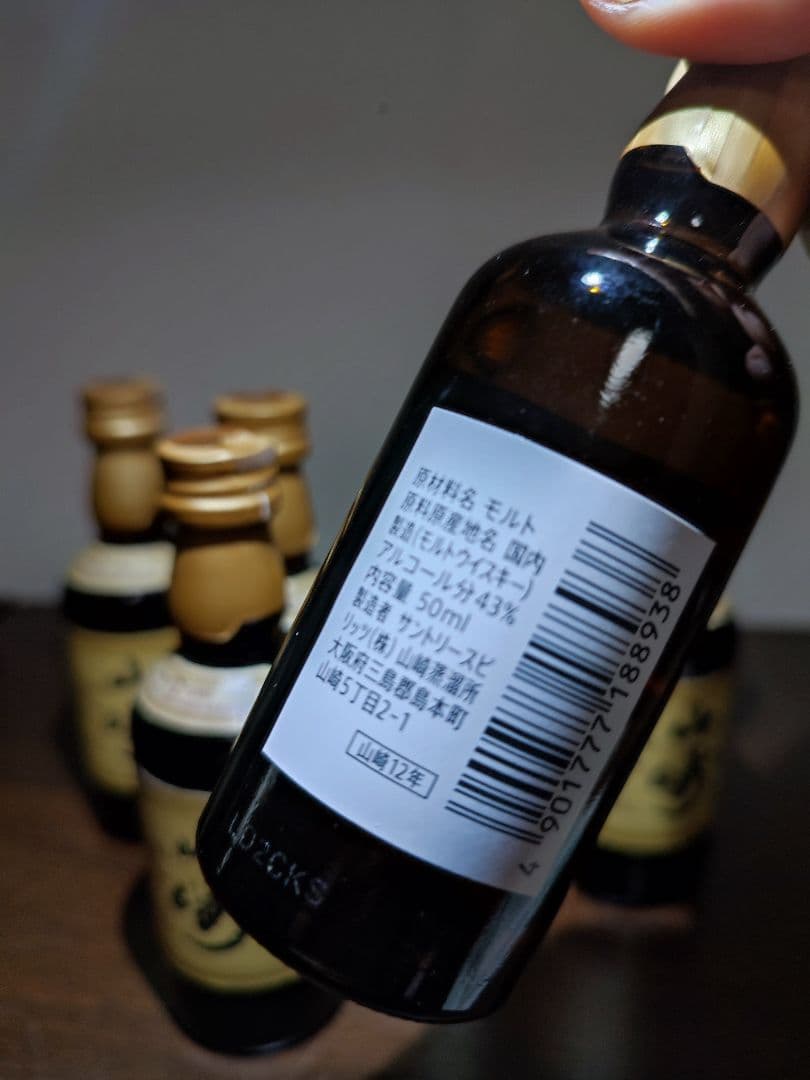 原材料名 モルト
原料原産地名 国内
製造(モルトウイスキー)
アルコール分 43%
内容量 50ml
製造者 サントリースピ
リッツ(株) 山崎蒸溜所
大阪府三島郡島本町
山崎5丁目2-1
山崎12年
4 901777 188938